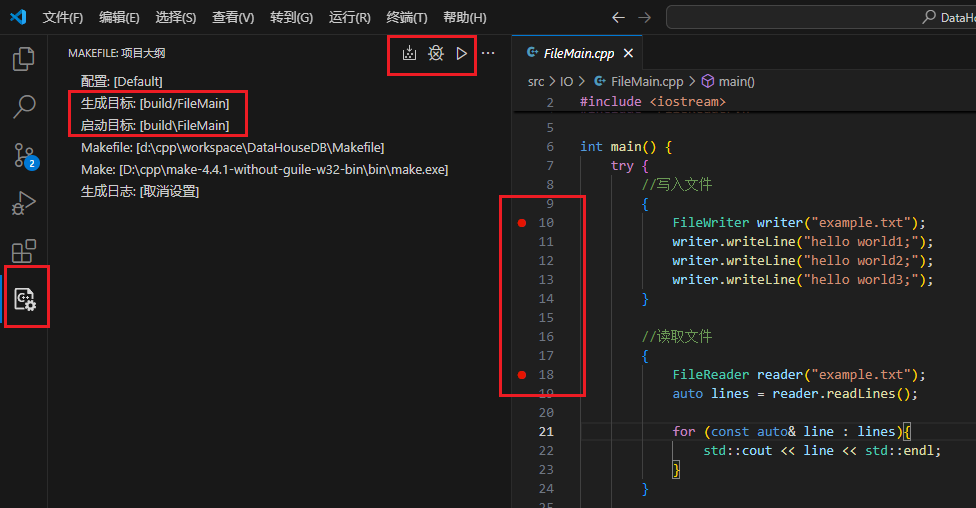 文件(F) 编辑(E) 选择(S) 查看(V) 转到(G) 运行(R) 终端(T) 帮助(H) DataHous
MAKEFILE: 项目大纲
配置: [Default]
生成目标: [build/FileMain]
启动目标: [build\FileMain]
Makefile: [d:\cpp\workspace\DataHouseDB\Makefile]
Make: [D:\cpp\make-4.4.1-without-guile-w32-bin\bin\make.exe]
生成日志: [取消设置]
2
FileMain.cpp
src > IO > FileMain.cpp > main()
2 #include <iostream>
5
6 int main() {
7 try {
8 //写入文件
9 {
10 FileWriter writer("example.txt");
11 writer.writeLine("hello world1;");
12 writer.writeLine("hello world2;");
13 writer.writeLine("hello world3;");
14 }
15
16 //读取文件
17 {
18 FileReader reader("example.txt");
19 auto lines = reader.readLines();
20
21 for (const auto& line : lines){
22 std::cout << line << std::endl;
23 }
24 }
25